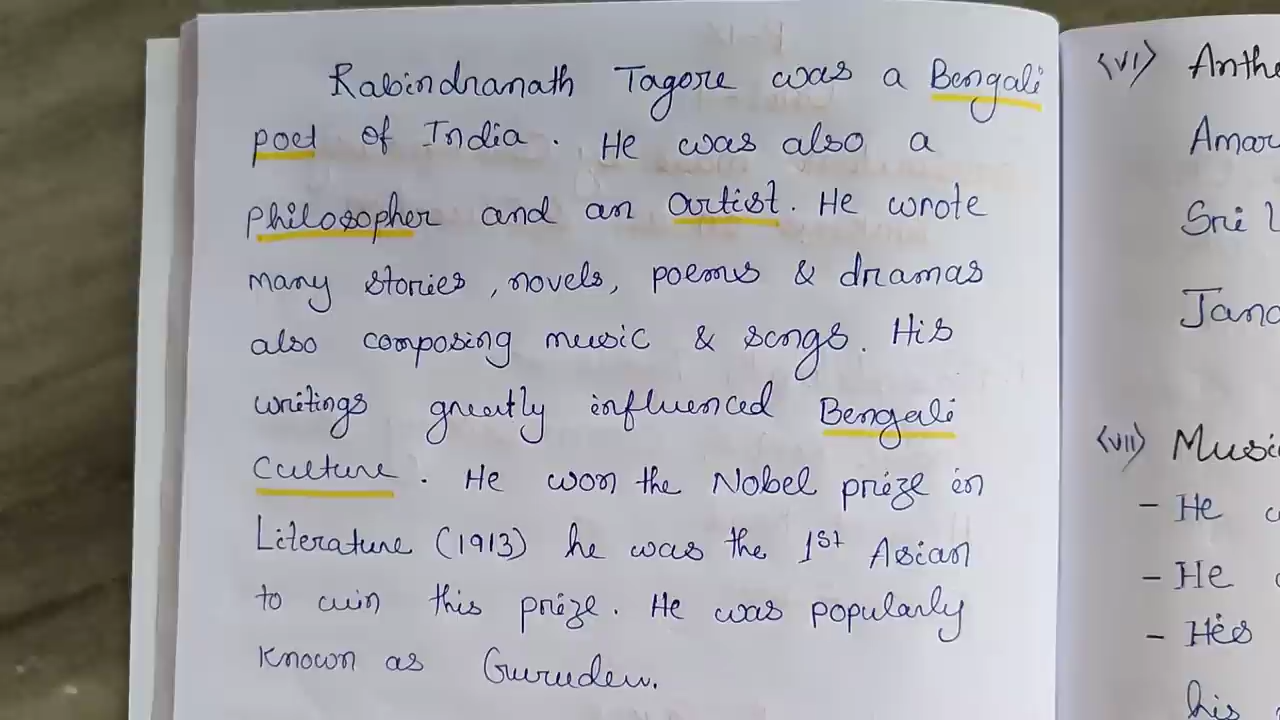 Rabindranath Tagore was a Bengali
poet of India. He was also a
philosopher and an artist. He wrote
many stories, novels, poems & dramas
also composing music & songs. His
writings greatly influenced Bengali
Culture. He won the Nobel prize in
Literature (1913) he was the 1st Asian
to win this prize. He was popularly
known as Gurudev.
(VI) Anthe
Amar
Sri
Jana
(VII) Musi
- He
- He
- His
his